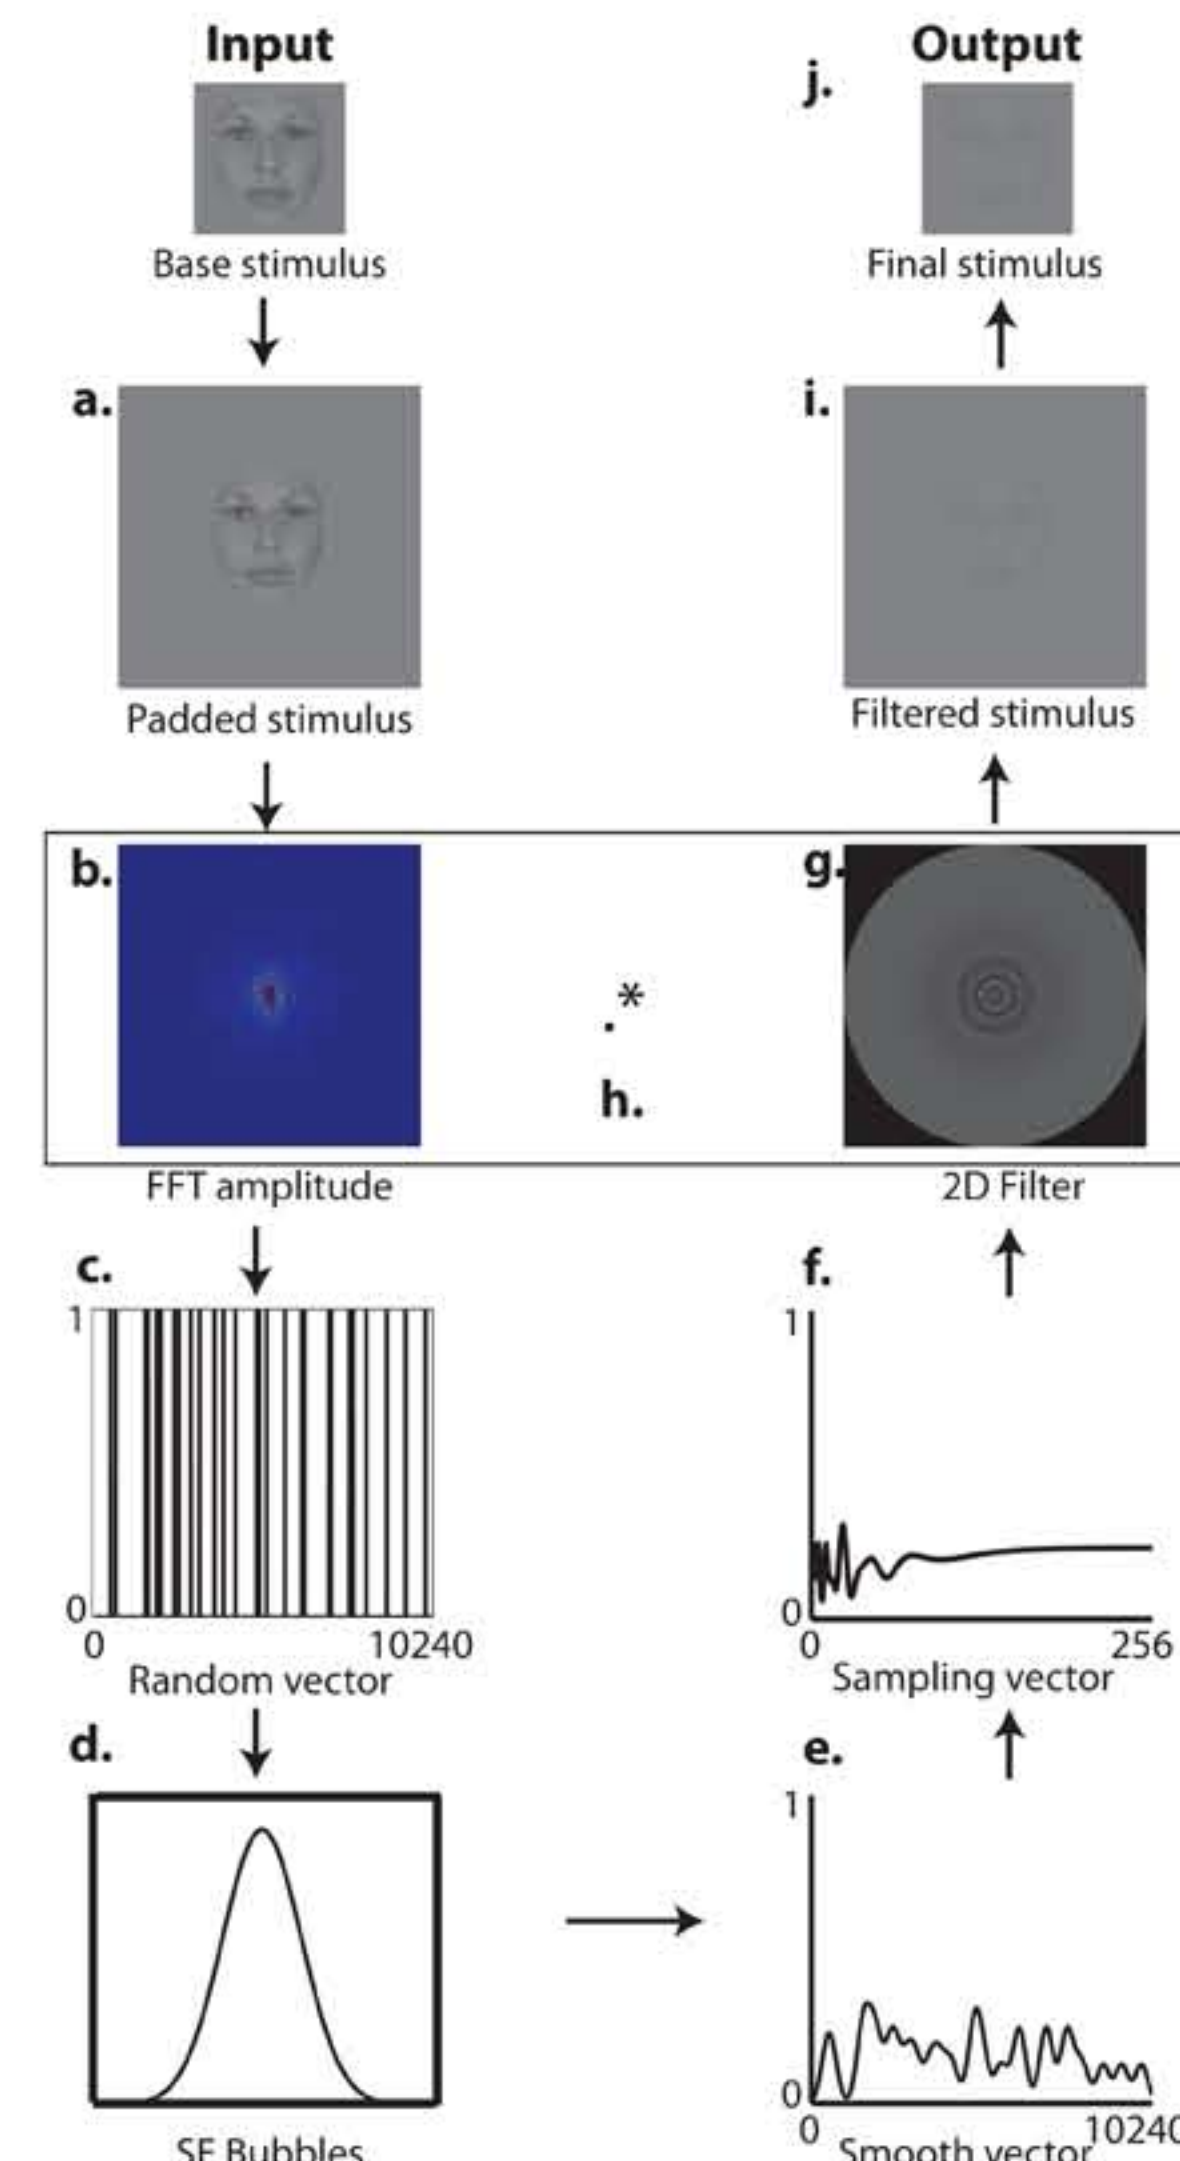 Input
Base stimulus
a.
Padded stimulus
b.
FFT amplitude
c.
1
0
0 10240
Random vector
d.
SF Bubbles
Output
j.
Final stimulus
i.
Filtered stimulus
g.
.*
h.
2D Filter
f.
1
0
0 256
Sampling vector
e.
1
0
0 10240
Smooth vector